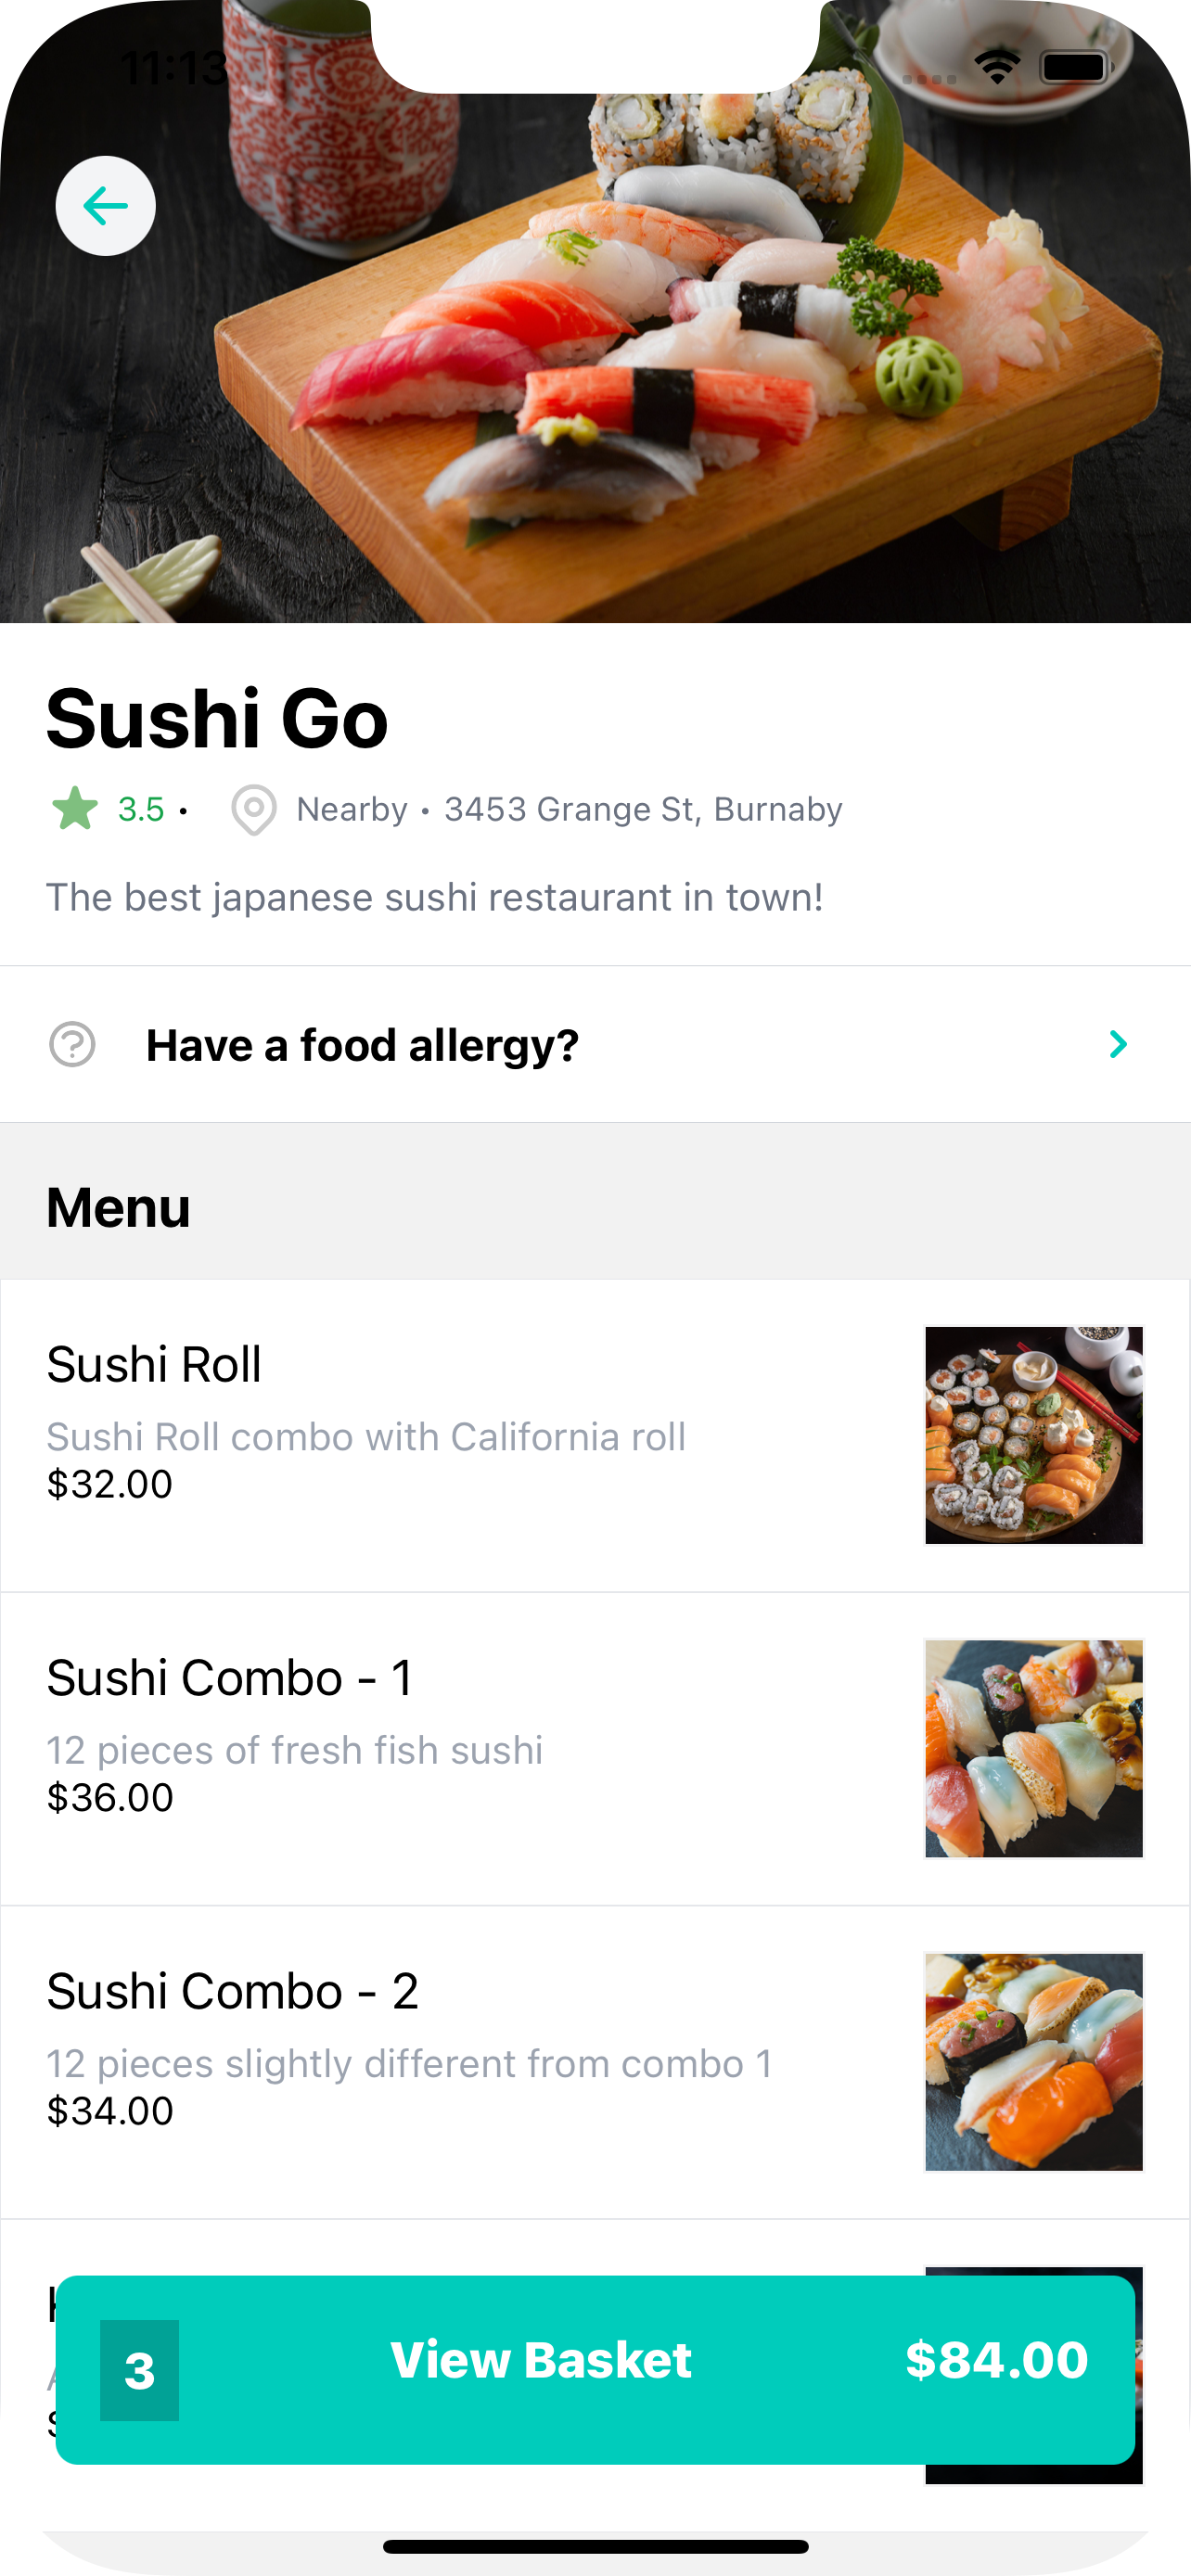 11:13
Sushi Go
3.5 • Nearby • 3453 Grange St, Burnaby
The best japanese sushi restaurant in town!
Have a food allergy?
Menu
Sushi Roll
Sushi Roll combo with California roll
$32.00
Sushi Combo - 1
12 pieces of fresh fish sushi
$36.00
Sushi Combo - 2
12 pieces slightly different from combo 1
$34.00
3 View Basket $84.00